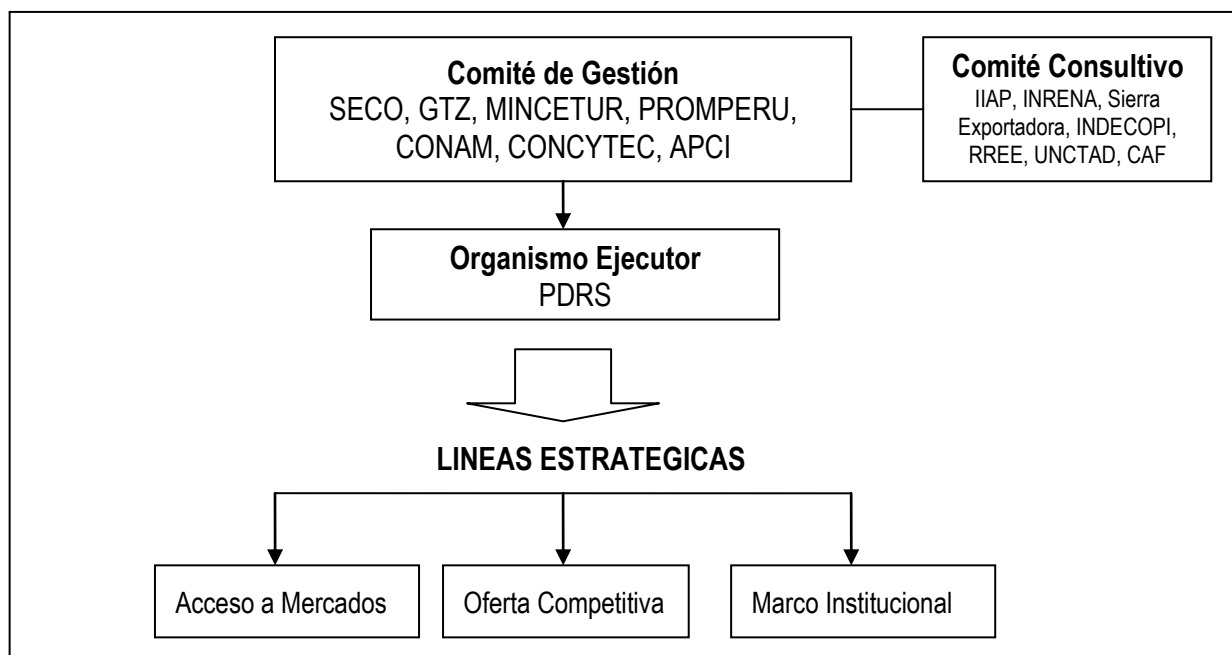 Comité de Gestión
SECO, GTZ, MINCETUR, PROMPERU,
CONAM, CONCYTEC, APCI
Comité Consultivo
IIAP, INRENA, Sierra
Exportadora, INDECOPI,
RREE, UNCTAD, CAF
Organismo Ejecutor
PDRS
LINEAS ESTRATEGICAS
Acceso a Mercados
Oferta Competitiva
Marco Institucional